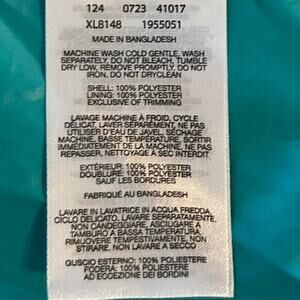 124 0723 41017
XL8148 1955051
MADE IN BANGLADESH
MACHINE WASH COLD GENTLE, WASH
SEPARATELY, DO NOT BLEACH, TUMBLE
DRY LOW, REMOVE PROMPTLY, DO NOT
IRON, DO NOT DRYCLEAN
SHELL: 100% POLYESTER
LINING: 100% POLYESTER
EXCLUSIVE OF TRIMMING
LAVAGE MACHINE À FROID, CYCLE
DÉLICAT, LAVER SEPARÉMENT, NE PAS
UTILISER D'EAU DE JAVEL, SÉCHAGE
MACHINE, BASSE TEMPÉRATURE, SORTIR
IMMÉDIATEMENT DE LA MACHINE, NE PAS
REPASSER, NETTOYAGE A SEC INTERDIT
EXTÉRIEUR: 100% POLYESTER
DOUBLURE: 100% POLYESTER
SAUF LES BORDURES
FABRIQUÉ AU BANGLADESH
LAVARE IN LAVATRICE IN ACQUA FREDDA,
CICLO DELICATO, LAVARE SEPARATAMENTE,
NON CANDEGGIARE, ASCIUGARE A
TAMBURO A BASSA TEMPERATURA,
RIMUOVERE TEMPESTIVAMENTE, NON
STIRARE, NON LAVARE A SECCO
GUSCIO ESTERNO: 100% POLIESTERE
FODERA: 100% POLIESTERE
AD ECCEZIONE DEI BORDINI